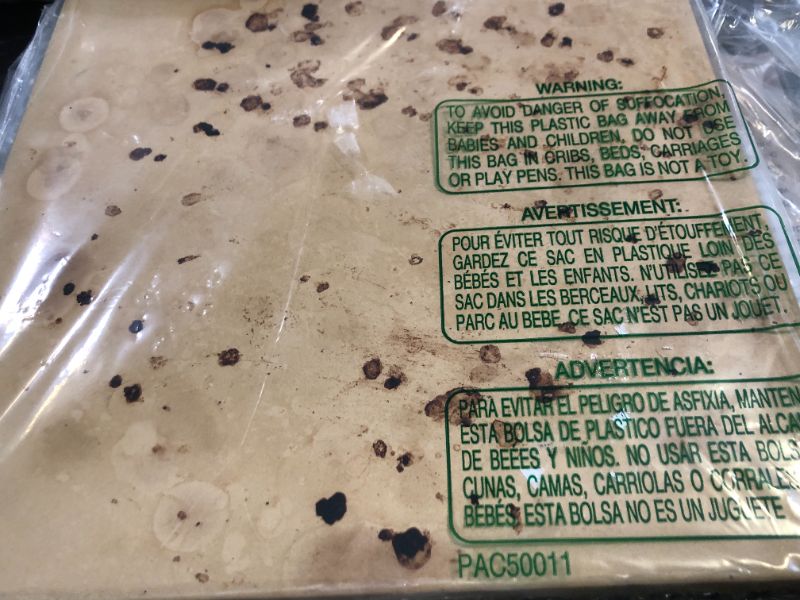 WARNING:
TO AVOID DANGER OF SUFFOCATION,
KEEP THIS PLASTIC BAG AWAY FROM
BABIES AND CHILDREN, DO NOT USE
THIS BAG IN CRIBS, BEDS, CARRIAGES
OR PLAY PENS. THIS BAG IS NOT A TOY.
AVERTISSEMENT:
POUR ÉVITER TOUT RISQUE D'ÉTOUFFEMENT,
GARDEZ CE SAC EN PLASTIQUE LOIN DES
BÉBÉS ET LES ENFANTS. N'UTILISEZ PAS CE
SAC DANS LES BERCEAUX, LITS, CHARIOTS OU
PARC AU BEBE, CE SAC N'EST PAS UN JOUET.
ADVERTENCIA:
PARA EVITAR EL PELIGRO DE ASFIXIA, MANTEN
ESTA BOLSA DE PLASTICO FUERA DEL ALCA
DE BEBES Y NIÑOS. NO USAR ESTA BOLS
CUNAS, CAMAS, CARRIOLAS O CORRALE
BEBÉS, ESTA BOLSA NO ES UN JUGUETE
PAC50011